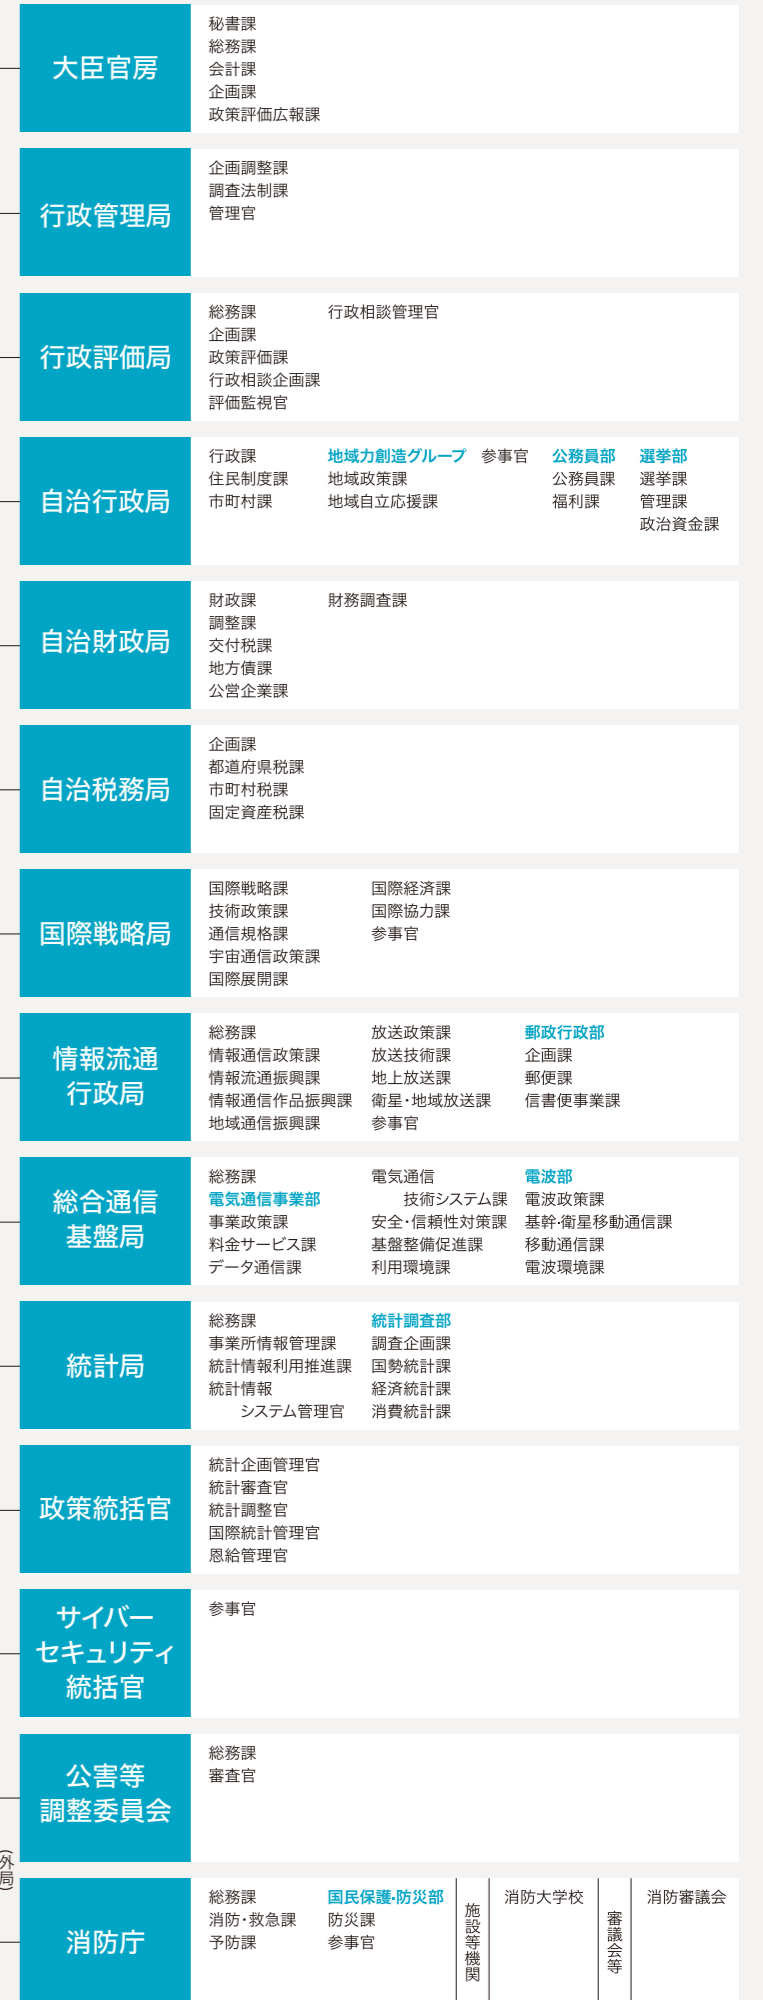 大臣官房
秘書課
総務課
会計課
企画課
政策評価広報課
行政管理局
企画調整課
調査法制課
管理官
行政評価局
総務課
企画課
政策評価課
行政相談企画課
評価監視官
行政相談管理官
自治行政局
行政課
住民制度課
市町村課
地域力創造グループ
地域政策課
地域自立応援課
参事官
公務員部
公務員課
福利課
選挙部
選挙課
管理課
政治資金課
自治財政局
財政課
調整課
交付税課
地方債課
公営企業課
財務調査課
自治税務局
企画課
都道府県税課
市町村税課
固定資産税課
国際戦略局
国際戦略課
技術政策課
通信規格課
宇宙通信政策課
国際展開課
国際経済課
国際協力課
参事官
情報流通
行政局
総務課
情報通信政策課
情報流通振興課
情報通信作品振興課
地域通信振興課
放送政策課
放送技術課
地上放送課
衛星・地域放送課
参事官
郵政行政部
企画課
郵便課
信書便事業課
総合通信
基盤局
総務課
電気通信事業部
事業政策課
料金サービス課
データ通信課
電気通信
技術システム課
安全・信頼性対策課
基盤整備促進課
利用環境課
電波部
電波政策課
基幹・衛星移動通信課
移動通信課
電波環境課
統計局
総務課
事業所情報管理課
統計情報利用推進課
統計情報
システム管理官
統計調査部
調査企画課
国勢統計課
経済統計課
消費統計課
政策統括官
統計企画管理官
統計審査官
統計調整官
国際統計管理官
恩給管理官
サイバー
セキュリティ
統括官
参事官
公害等
調整委員会
総務課
審査官
(外局)
消防庁
総務課
消防・救急課
予防課
国民保護・防災部
防災課
参事官
施設等機関
消防大学校
審議会等
消防審議会